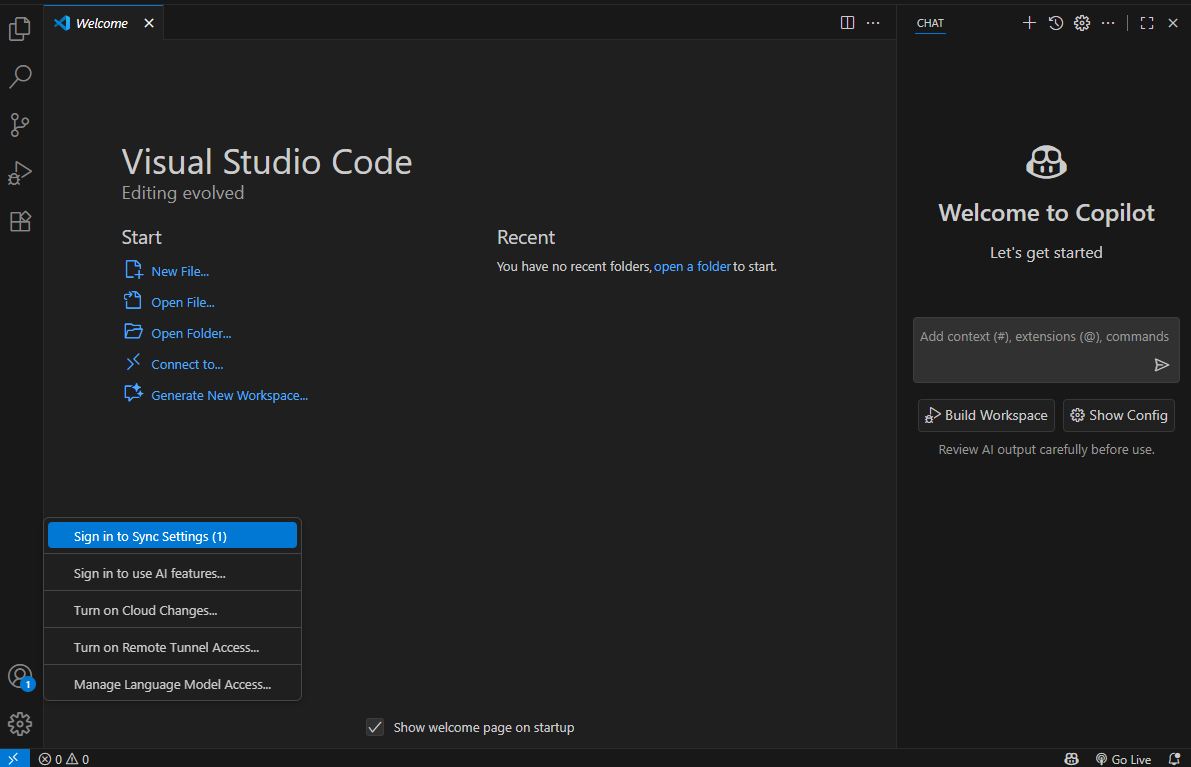 Welcome
CHAT
Visual Studio Code
Editing evolved
Start
New File...
Open File...
Open Folder...
Connect to...
Generate New Workspace...
Recent
You have no recent folders, open a folder to start.
Welcome to Copilot
Let's get started
Add context (#), extensions (@), commands
Build Workspace
Show Config
Review AI output carefully before use.
Sign in to Sync Settings (1)
Sign in to use AI features...
Turn on Cloud Changes...
Turn on Remote Tunnel Access...
Manage Language Model Access...
1
Show welcome page on startup
0 0
Go Live